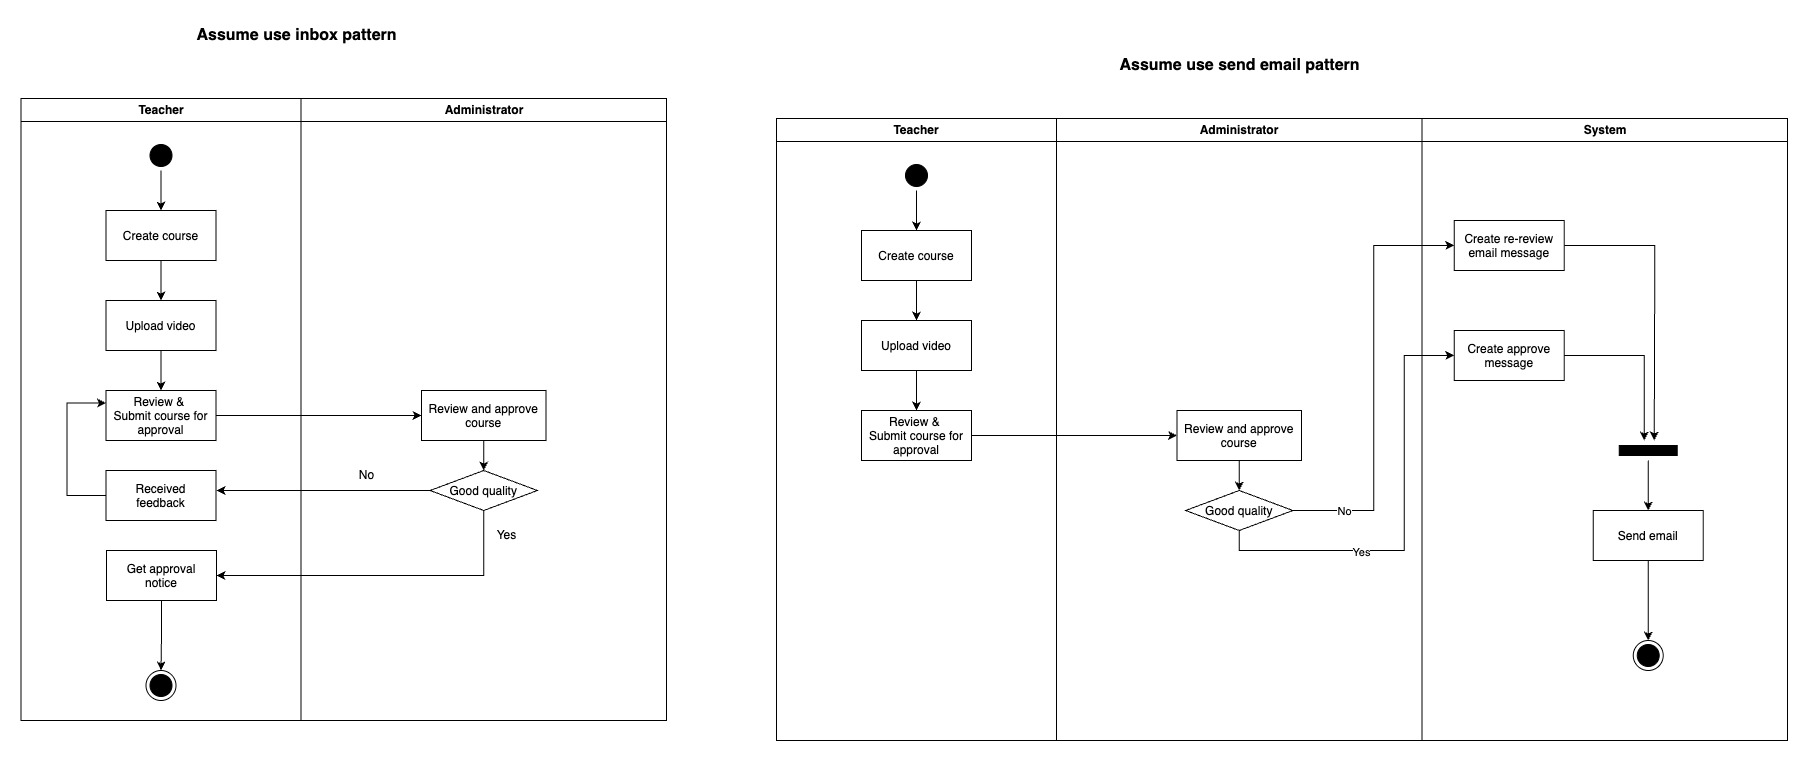 Assume use inbox pattern
Teacher
Administrator
Create course
Upload video
Review &
Submit course for
approval
Review and approve
course
Received
feedback
No
Good quality
Yes
Get approval
notice
Assume use send email pattern
Teacher
Administrator
System
Create course
Create re-review
email message
Upload video
Create approve
message
Review &
Submit course for
approval
Review and approve
course
Good quality
No
Yes
Send email